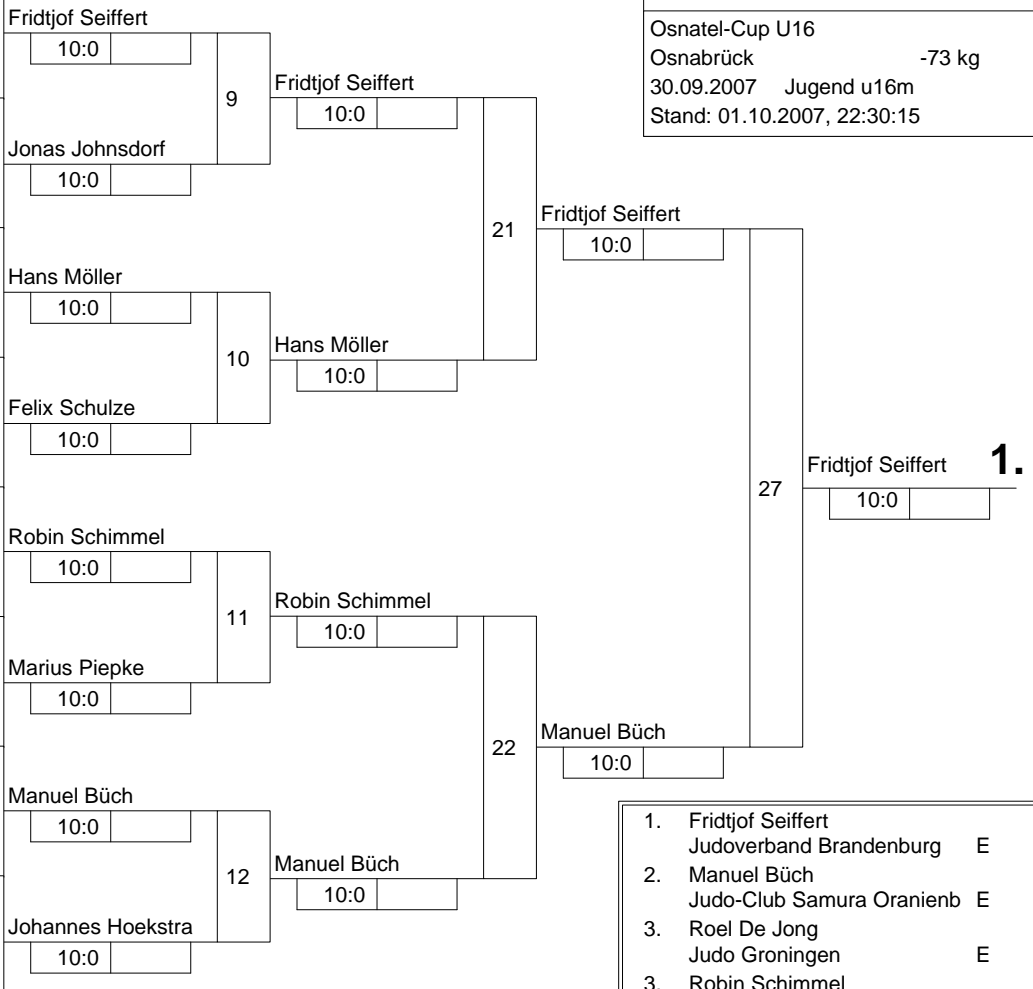 Osnatel-Cup U16
Osnabrück -73 kg
30.09.2007 Jugend u16m
Stand: 01.10.2007, 22:30:15
Fridtjof Seiffert
10:0
9
Jonas Johnsdorf
10:0
Hans Möller
10:0
10
Felix Schulze
10:0
Robin Schimmel
10:0
11
Marius Piepke
10:0
Manuel Büch
10:0
12
Johannes Hoekstra
10:0
Fridtjof Seiffert
10:0
21
Hans Möller
10:0
Robin Schimmel
10:0
22
Manuel Büch
10:0
Fridtjof Seiffert
10:0
27
Manuel Büch
10:0
Fridtjof Seiffert 1.
10:0
1. Fridtjof Seiffert
Judoverband Brandenburg E
2. Manuel Büch
Judo-Club Samura Oranienb E
3. Roel De Jong
Judo Groningen E
3. Robin Schimmel